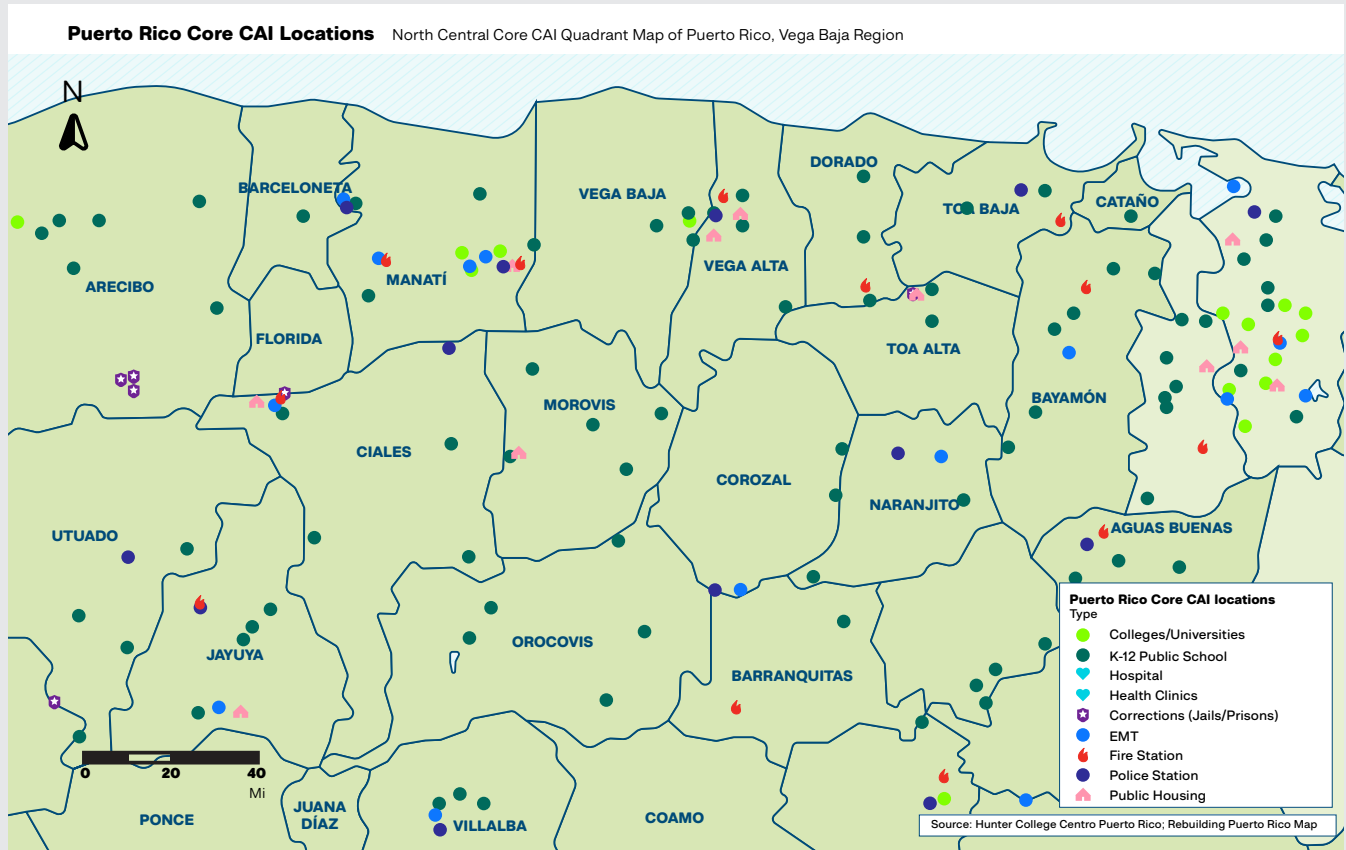 Puerto Rico Core CAI Locations North Central Core CAI Quadrant Map of Puerto Rico, Vega Baja Region
N
DORADO
BARCELONETA
VEGA BAJA
TOA BAJA
CATAÑO
VEGA ALTA
MANATÍ
ARECIBO
FLORIDA
TOA ALTA
BAYAMÓN
MOROVIS
CIALES
COROZAL
NARANJITO
AGUAS BUENAS
UTUADO
OROCOVIS
JAYUYA
BARRANQUITAS
0 20 40
Mi
PONCE
JUANA
DÍAZ
VILLALBA
COAMO
Puerto Rico Core CAI locations
Type
Colleges/Universities
K-12 Public School
Hospital
Health Clinics
Corrections (Jails/Prisons)
EMT
Fire Station
Police Station
Public Housing
Source: Hunter College Centro Puerto Rico; Rebuilding Puerto Rico Map